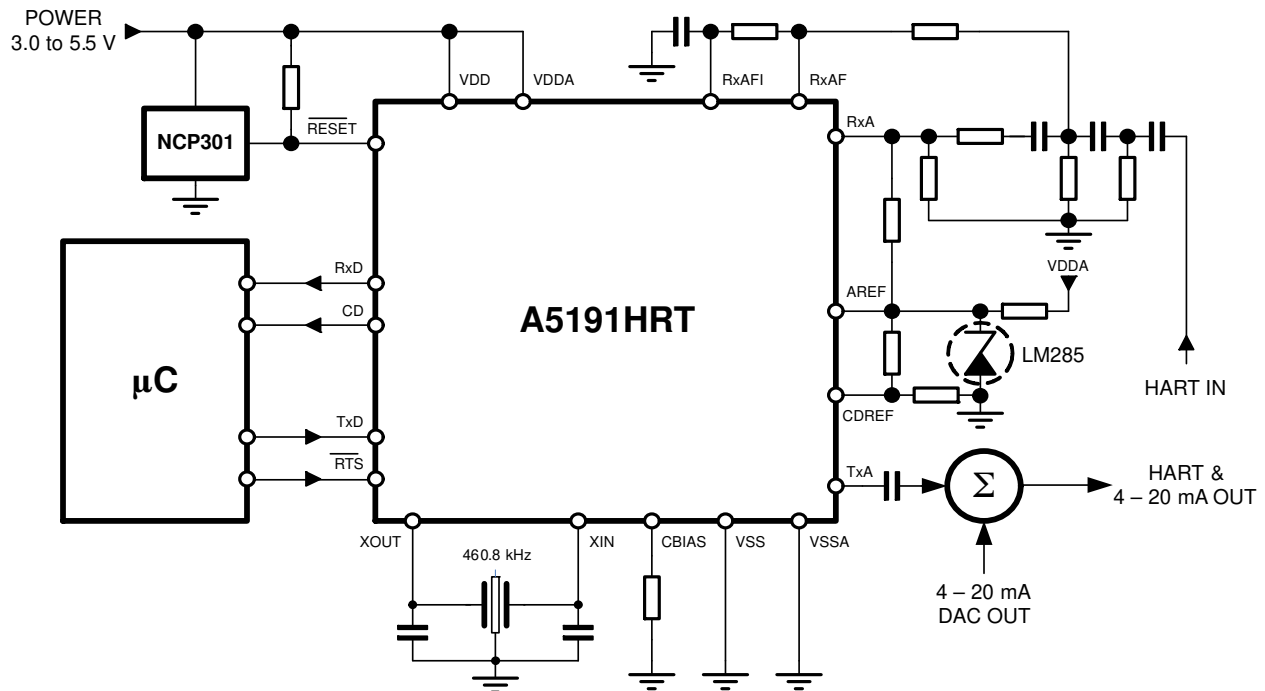 POWER
3.0 to 5.5 V
VDD
VDDA
RxAFI
RxAF
NCP301
RESET
RxA
VDDA
RxD
AREF
CD
A5191HRT
LM285
μC
HART IN
CDREF
TxD
RTS
TxA
Σ
HART &
4 – 20 mA OUT
XOUT
XIN
CBIAS
VSS
VSSA
460.8 kHz
4 – 20 mA
DAC OUT